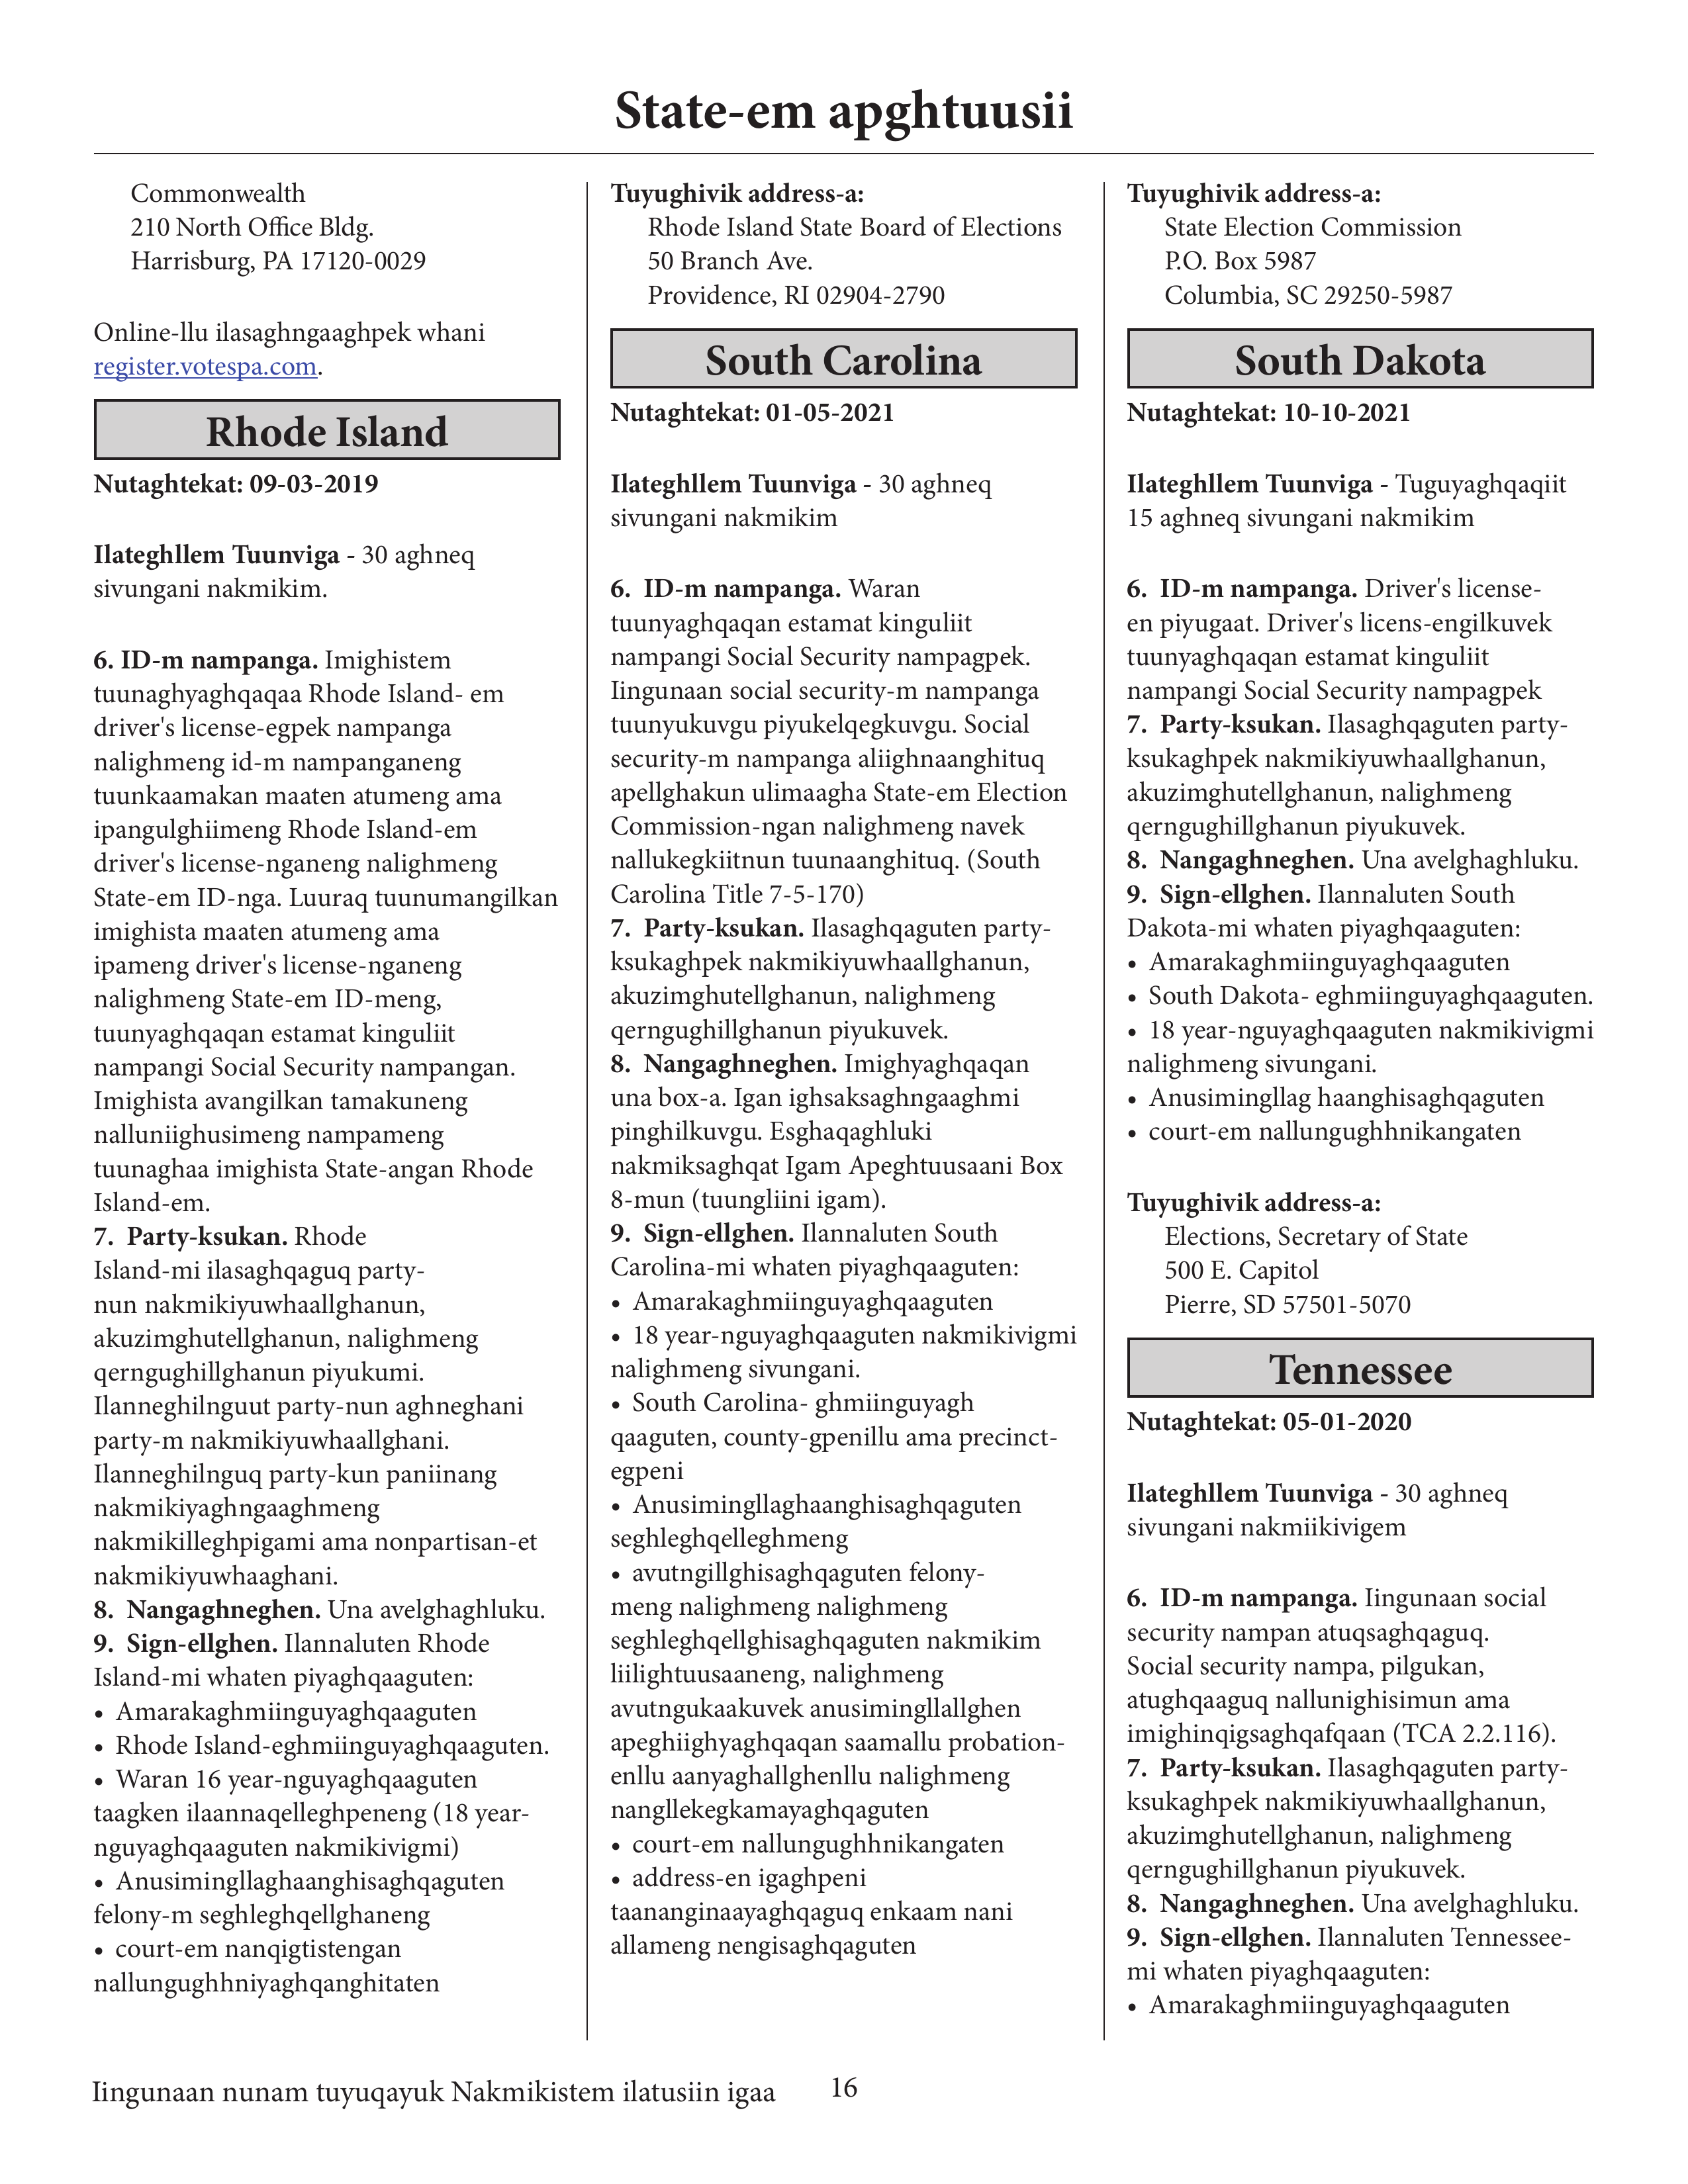 State-em apghtuusii
Commonwealth
210 North Office Bldg.
Harrisburg, PA 17120-0029
Online-llu ilasaghngaaghpek whani
register.votespa.com.
Rhode Island
Nutaghtekat: 09-03-2019
Ilateghllem Tuunviga - 30 aghneq
sivungani nakmikim.
6. ID-m nampanga. Imighistem
tuunaghyaghqaqaa Rhode Island- em
driver's license-egpek nampanga
nalighmeng id-m nampanganeng
tuunkaamakan maaten atumeng ama
ipangulghiimeng Rhode Island-em
driver's license-nganeng nalighmeng
State-em ID-nga. Luuraq tuunumangilkan
imighista maaten atumeng ama
ipameng driver's license-nganeng
nalighmeng State-em ID-meng,
tuunyaghqaqan estamat kinguliit
nampangi Social Security nampangan.
Imighista avangilkan tamakuneng
nalluniighusimeng nampameng
tuunaghaa imighista State-angan Rhode
Island-em.
7. Party-ksukan. Rhode
Island-mi ilasaghqaguq party-
nun nakmikiyuwhaallghanun,
akuzimghutellghanun, nalighmeng
qerngughillghanun piyukumi.
Ilanneghilnguut party-nun aghneghani
party-m nakmikiyuwhaallghani.
Ilanneghilnguq party-kun paniinang
nakmikiyaghngaaghmeng
nakmikilleghpigami ama nonpartisan-et
nakmikiyuwhaaghani.
8. Nangaghneghen. Una avelghaghluku.
9. Sign-ellghen. Ilannaluten Rhode
Island-mi whaten piyaghqaaguten:
• Amarakaghmiinguyaghqaaguten
• Rhode Island-eghmiinguyaghqaaguten.
• Waran 16 year-nguyaghqaaguten
taagken ilaannaqelleghpeneng (18 year-
nguyaghqaaguten nakmikivigmi)
• Anusimingllaghaanghisaghqaguten
felony-m seghleghqellghaneng
• court-em nanqigtistengan
nallungughhniyaghqanghitaten
Tuyughivik address-a:
Rhode Island State Board of Elections
50 Branch Ave.
Providence, RI 02904-2790
South Carolina
Nutaghtekat: 01-05-2021
Ilateghllem Tuunviga - 30 aghneq
sivungani nakmikim
6. ID-m nampanga. Waran
tuunyaghqaqan estamat kinguliit
nampangi Social Security nampagpek.
Iingunaan social security-m nampanga
tuunyukuvgu piyukelqegkuvgu. Social
security-m nampanga aliighnaanghituq
apellghakun ulimaagha State-em Election
Commission-ngan nalighmeng navek
nallukegkiitnun tuunaanghituq. (South
Carolina Title 7-5-170)
7. Party-ksukan. Ilasaghqaguten party-
ksukaghpek nakmikiyuwhaallghanun,
akuzimghutellghanun, nalighmeng
qerngughillghanun piyukuvek.
8. Nangaghneghen. Imighyaghqaqan
una box-a. Igan ighsaksaghngaaghmi
pinghilkuvgu. Esghaqaghluki
nakmiksaghqat Igam Apeghtuusaani Box
8-mun (tuungliini igam).
9. Sign-ellghen. Ilannaluten South
Carolina-mi whaten piyaghqaaguten:
• Amarakaghmiinguyaghqaaguten
• 18 year-nguyaghqaaguten nakmikivigmi
nalighmeng sivungani.
• South Carolina- ghmiinguyagh
qaaguten, county-gpenillu ama precinct-
egpeni
• Anusimingllaghaanghisaghqaguten
seghleghqelleghmeng
• avutngillghisaghqaguten felony-
meng nalighmeng nalighmeng
seghleghqellghisaghqaguten nakmikim
liilightuusaaneng, nalighmeng
avutngukaakuvek anusimingllallghen
apeghiighyaghqaqan saamallu probation-
enllu aanyaghallghenllu nalighmeng
nangllekegkamayaghqaguten
• court-em nallungughhnikangaten
• address-en igaghpeni
taananginaayaghqaguq enkaam nani
allameng nengisaghqaguten
Tuyughivik address-a:
State Election Commission
P.O. Box 5987
Columbia, SC 29250-5987
South Dakota
Nutaghtekat: 10-10-2021
Ilateghllem Tuunviga - Tuguyaghqaqiit
15 aghneq sivungani nakmikim
6. ID-m nampanga. Driver's license-
en piyugaat. Driver's licens-engilkuvek
tuunyaghqaqan estamat kinguliit
nampangi Social Security nampagpek
7. Party-ksukan. Ilasaghqaguten party-
ksukaghpek nakmikiyuwhaallghanun,
akuzimghutellghanun, nalighmeng
qerngughillghanun piyukuvek.
8. Nangaghneghen. Una avelghaghluku.
9. Sign-ellghen. Ilannaluten South
Dakota-mi whaten piyaghqaaguten:
• Amarakaghmiinguyaghqaaguten
• South Dakota- eghmiinguyaghqaaguten.
• 18 year-nguyaghqaaguten nakmikivigmi
nalighmeng sivungani.
• Anusimingllag haanghisaghqaguten
• court-em nallungughhnikangaten
Tuyughivik address-a:
Elections, Secretary of State
500 E. Capitol
Pierre, SD 57501-5070
Tennessee
Nutaghtekat: 05-01-2020
Ilateghllem Tuunviga - 30 aghneq
sivungani nakmiikivigem
6. ID-m nampanga. Iingunaan social
security nampan atuqsaghqaguq.
Social security nampa, pilgukan,
atughqaaguq nallunighisimun ama
imighinqigsaghqafqaan (TCA 2.2.116).
7. Party-ksukan. Ilasaghqaguten party-
ksukaghpek nakmikiyuwhaallghanun,
akuzimghutellghanun, nalighmeng
qerngughillghanun piyukuvek.
8. Nangaghneghen. Una avelghaghluku.
9. Sign-ellghen. Ilannaluten Tennessee-
mi whaten piyaghqaaguten:
• Amarakaghmiinguyaghqaaguten
Iingunaan nunam tuyuqayuk Nakmikistem ilatusiin igaa 16